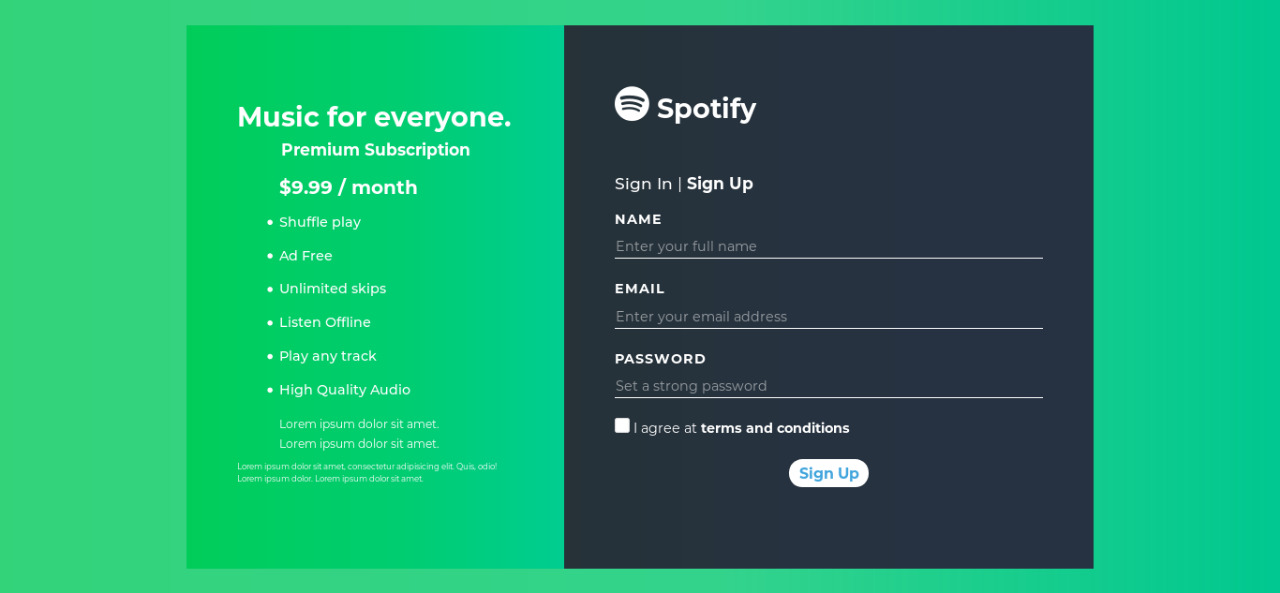 Music for everyone.
Premium Subscription
$9.99 / month
Shuffle play
Ad Free
Unlimited skips
Listen Offline
Play any track
High Quality Audio
Lorem ipsum dolor sit amet.
Lorem ipsum dolor sit amet.
Lorem ipsum dolor sit amet, consectetur adipisicing elit. Quis, odio!
Lorem ipsum dolor. Lorem ipsum dolor sit amet.
Spotify
Sign In | Sign Up
NAME
Enter your full name
EMAIL
Enter your email address
PASSWORD
Set a strong password
I agree at terms and conditions
Sign Up